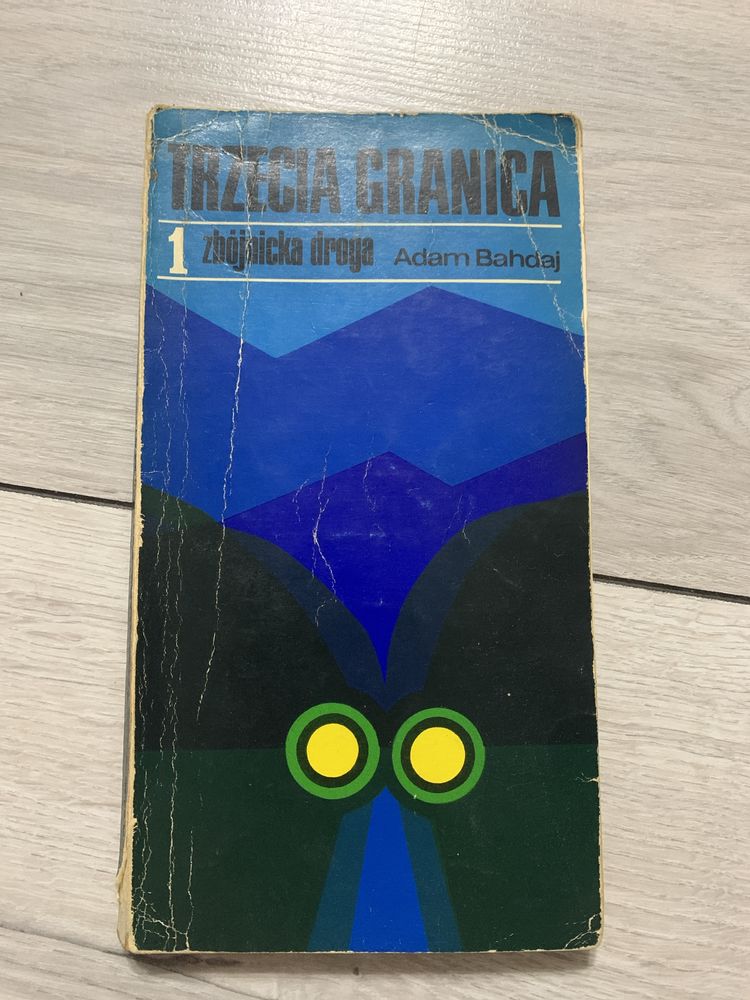 TRZECIA GRANICA
1 zbójnicka droga Adam Bahdaj